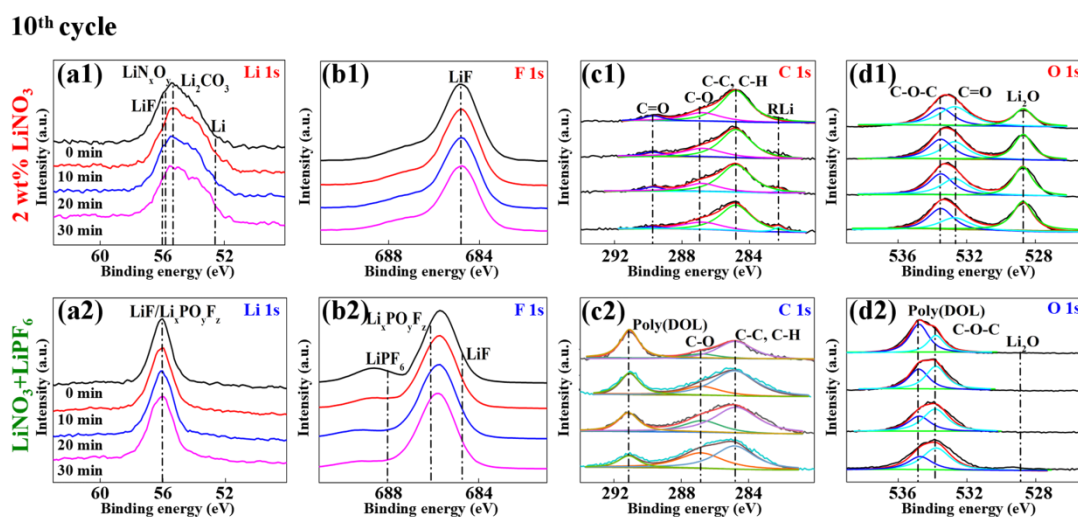 10th cycle
2 wt% LiNO3
(a1) Li 1s
LiNxOy
Li2CO3
LiF
Li
0 min
10 min
20 min
30 min
Intensity (a.u.)
60 56 52
Binding energy (eV)
(b1) F 1s
LiF
Intensity (a.u.)
688 684
Binding energy (eV)
(c1) C 1s
C-C, C-H
C-O
C=O
RLi
Intensity (a.u.)
292 288 284
Binding energy (eV)
(d1) O 1s
C-O-C C=O Li2O
Intensity (a.u.)
536 532 528
Binding energy (eV)
LiNO3+LiPF6
(a2) Li 1s
LiF/LixPOyFz
0 min
10 min
20 min
30 min
Intensity (a.u.)
60 56 52
Binding energy (eV)
(b2) F 1s
LixPOyFz
LiPF6
LiF
Intensity (a.u.)
688 684
Binding energy (eV)
(c2) C 1s
Poly(DOL)
C-O
C-C, C-H
Intensity (a.u.)
292 288 284
Binding energy (eV)
(d2) O 1s
Poly(DOL)
C-O-C
Li2O
Intensity (a.u.)
536 532 528
Binding energy (eV)